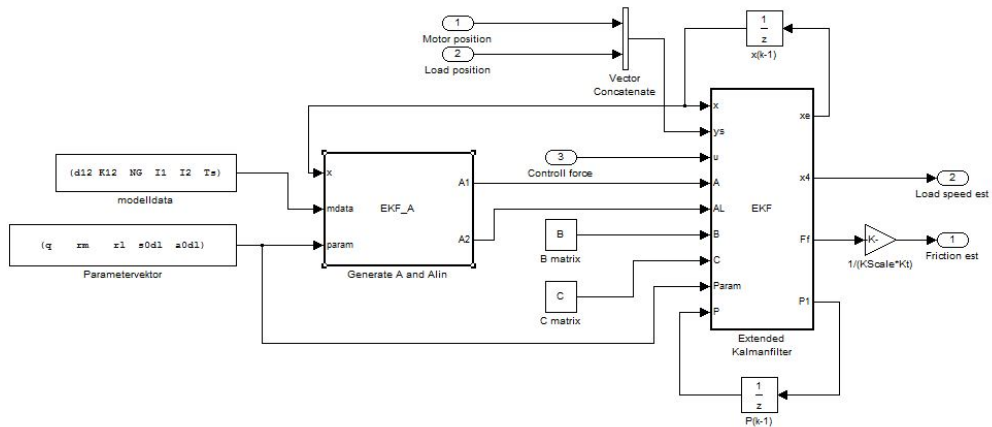 1
Motor position
2
Load position
Vector
Concatenate
1
z
x(k-1)
(d12 K12 NG I1 I2 Ts)
modelldata
(q rm rl s0dl a0dl)
Parametervektor
x
mdata
param
EKF_A
A1
A2
Generate A and Alin
3
Controll force
B
B matrix
C
C matrix
x
ys
u
A
AL
B
C
Param
P
EKF
xe
x4
Ff
P1
Extended
Kalmanfilter
2
Load speed est
-K-
1/(KScale*Kt)
1
Friction est
1
z
P(k-1)